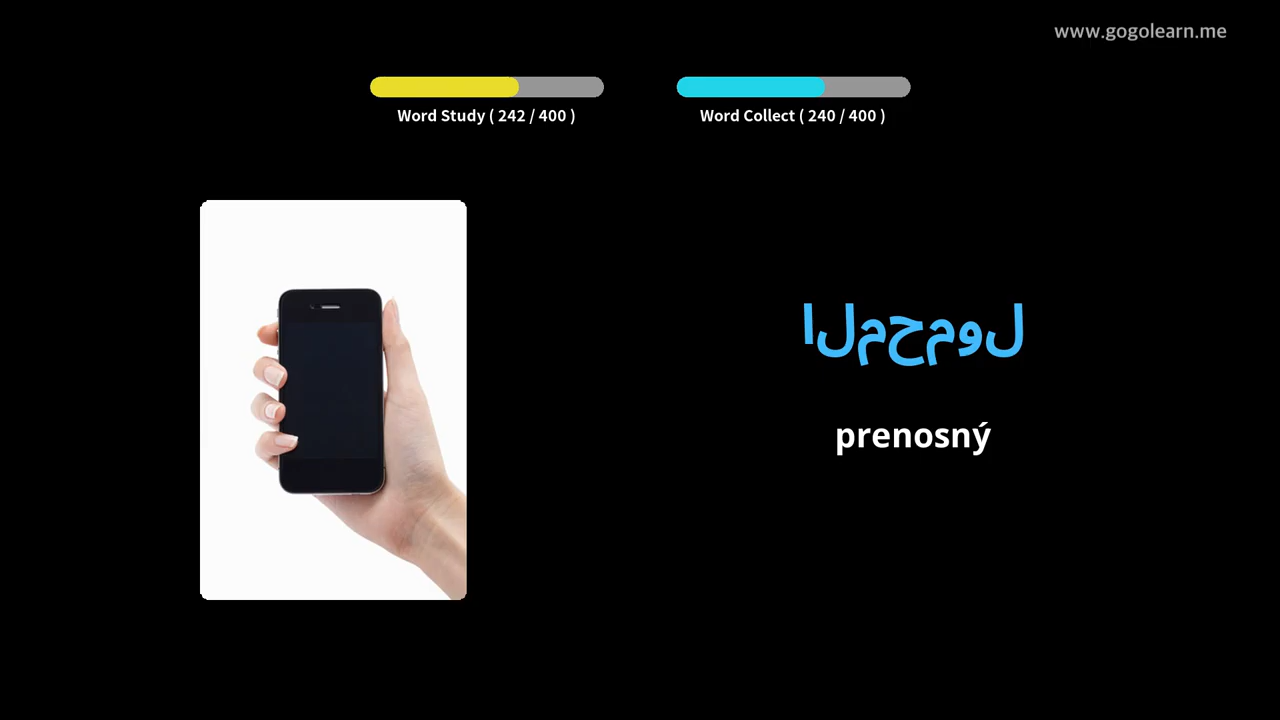 www.gogolearn.me
Word Study ( 242 / 400 )
Word Collect ( 240 / 400 )
المحمول
prenosný